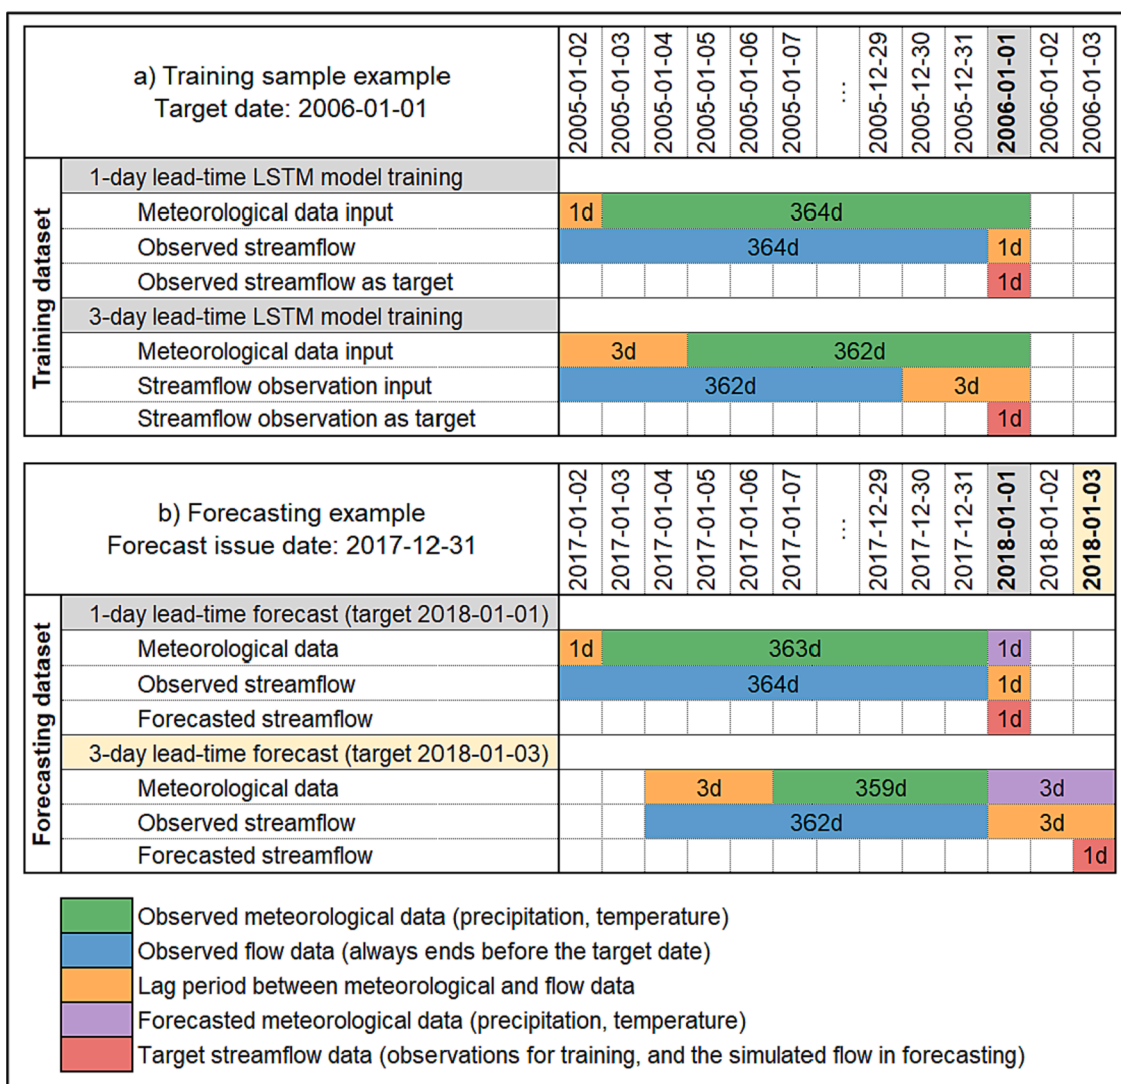 a) Training sample example
Target date: 2006-01-01
2005-01-02
2005-01-03
2005-01-04
2005-01-05
2005-01-06
2005-01-07
...
2005-12-29
2005-12-30
2005-12-31
2006-01-01
2006-01-02
2006-01-03
Training dataset
1-day lead-time LSTM model training
Meteorological data input 1d 364d
Observed streamflow 364d 1d
Observed streamflow as target 1d
3-day lead-time LSTM model training
Meteorological data input 3d 362d
Streamflow observation input 362d 3d
Streamflow observation as target 1d
b) Forecasting example
Forecast issue date: 2017-12-31
2017-01-02
2017-01-03
2017-01-04
2017-01-05
2017-01-06
2017-01-07
...
2017-12-29
2017-12-30
2017-12-31
2018-01-01
2018-01-02
2018-01-03
Forecasting dataset
1-day lead-time forecast (target 2018-01-01)
Meteorological data 1d 363d 1d
Observed streamflow 364d 1d
Forecasted streamflow 1d
3-day lead-time forecast (target 2018-01-03)
Meteorological data 3d 359d 3d
Observed streamflow 362d 3d
Forecasted streamflow 1d
Observed meteorological data (precipitation, temperature)
Observed flow data (always ends before the target date)
Lag period between meteorological and flow data
Forecasted meteorological data (precipitation, temperature)
Target streamflow data (observations for training, and the simulated flow in forecasting)